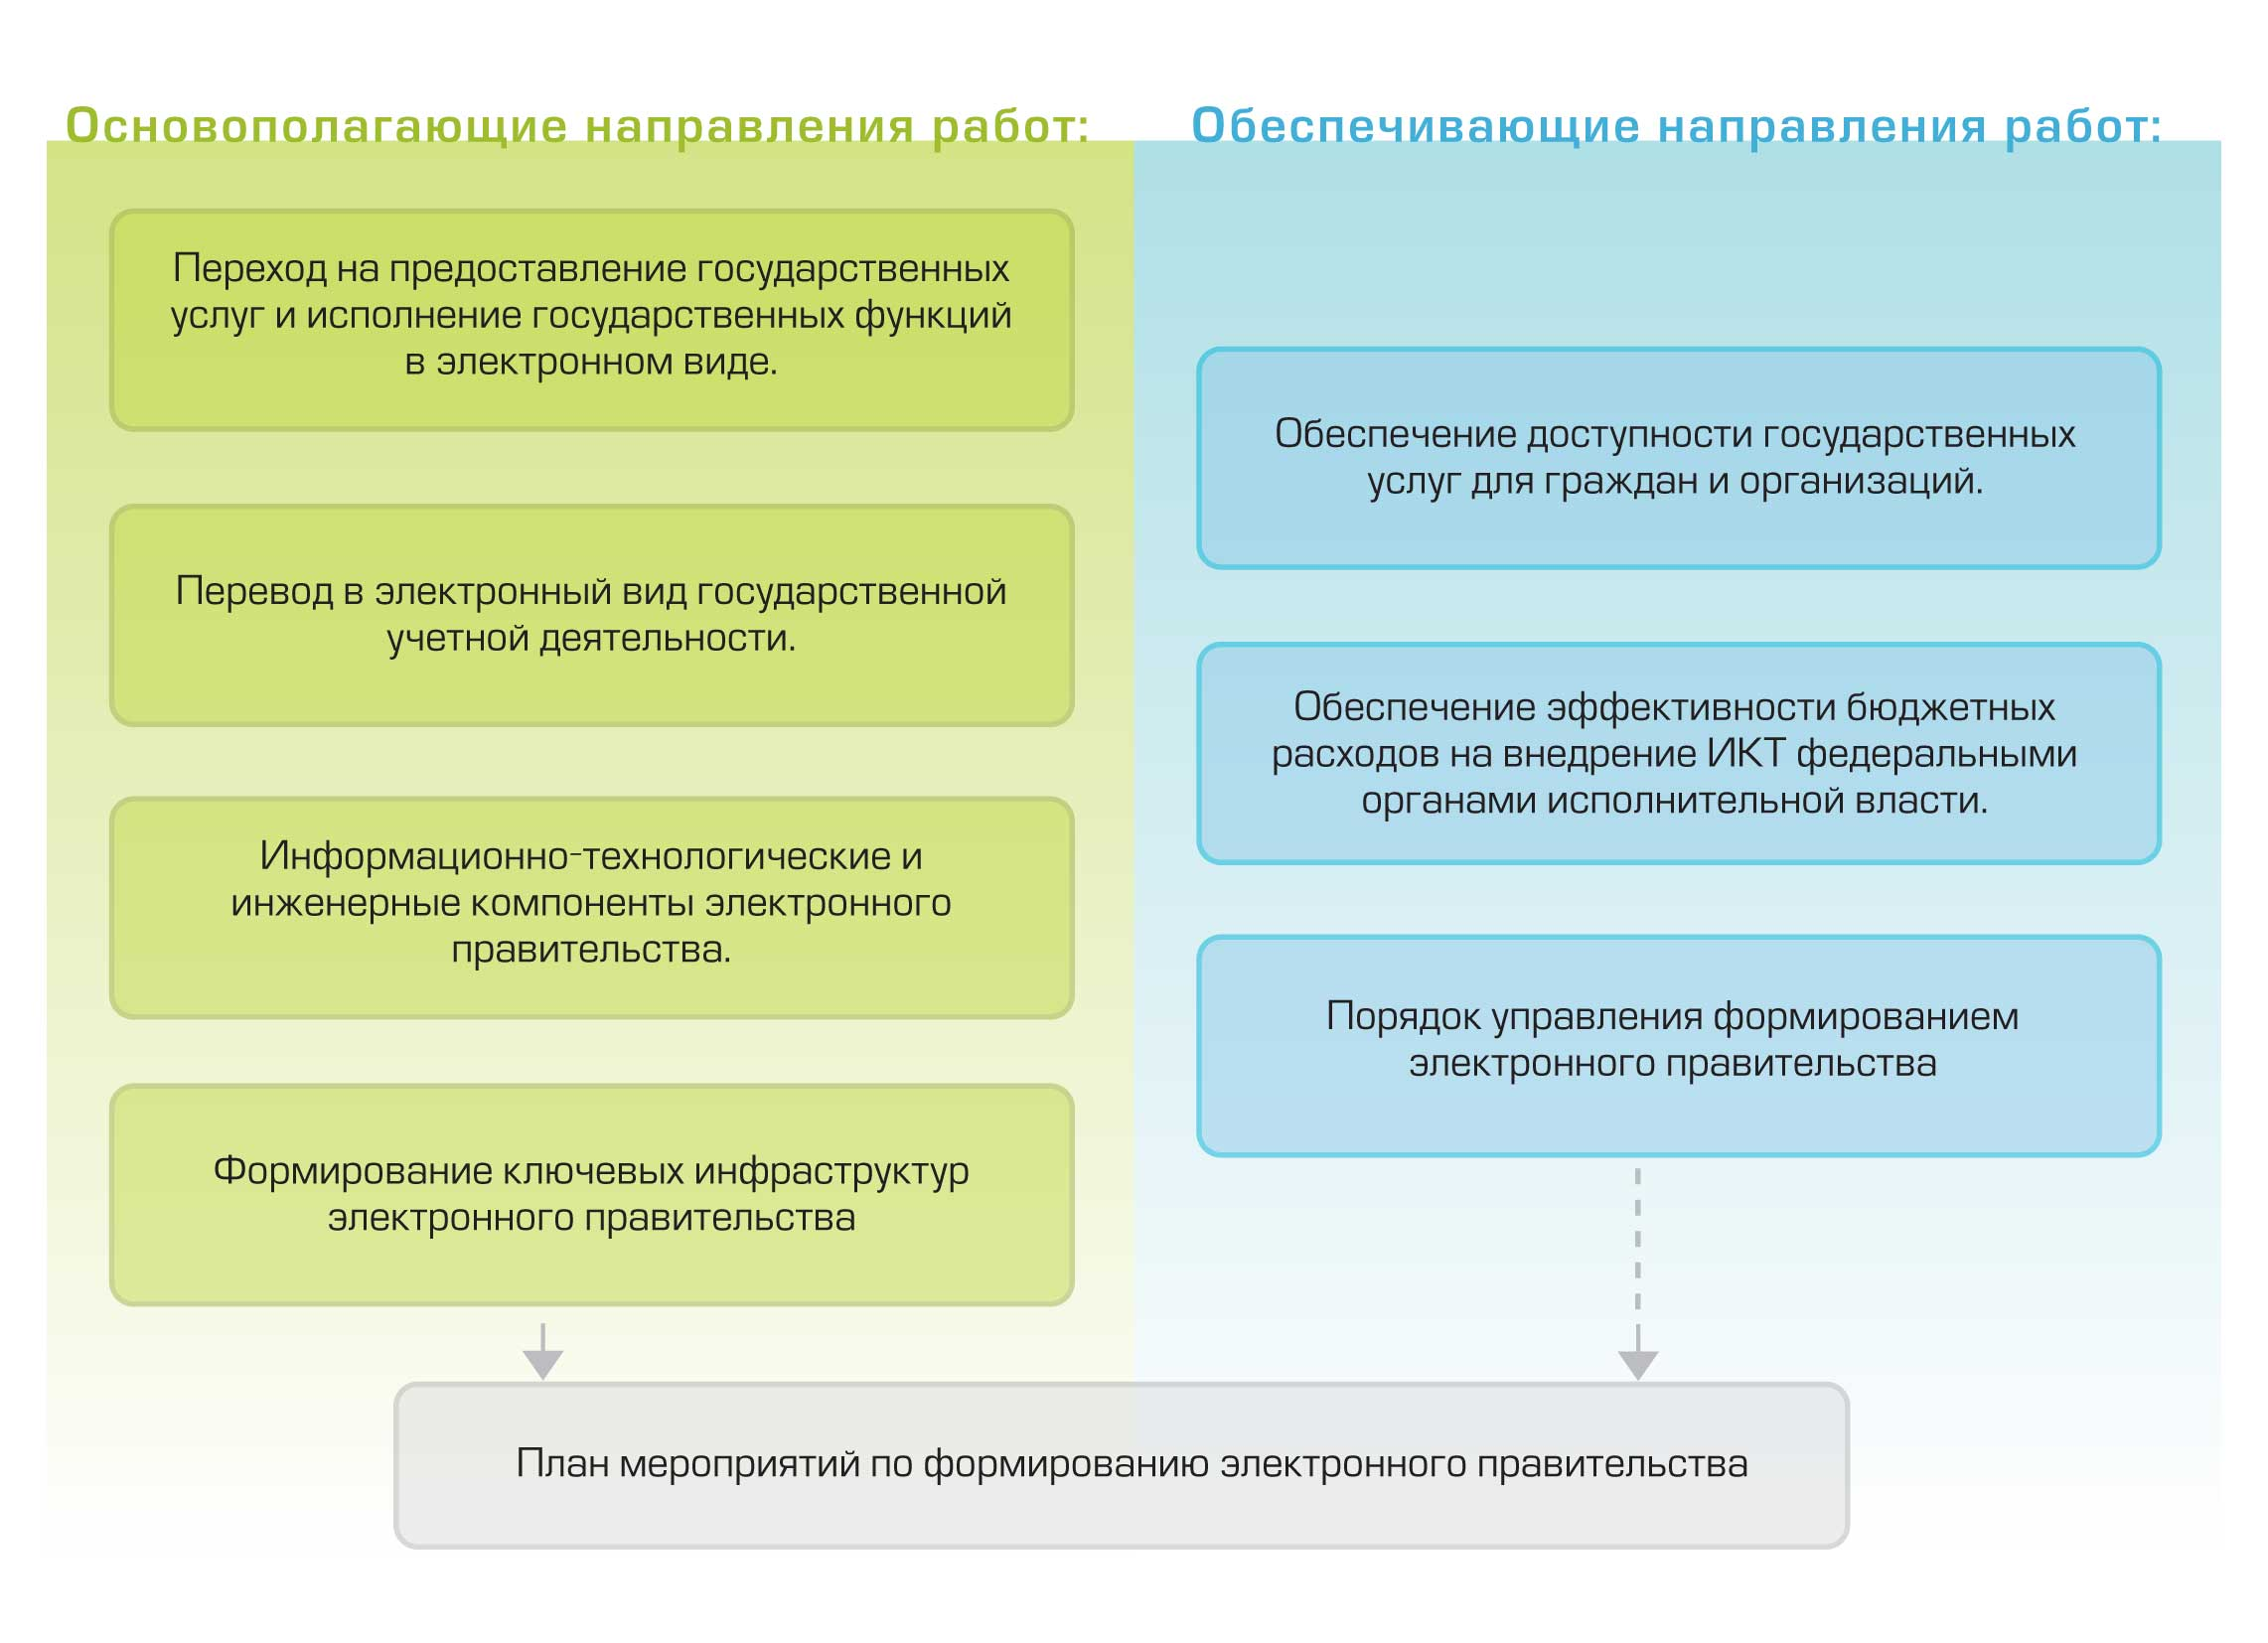 Основополагающие направления работ:
Переход на предоставление государственных
услуг и исполнение государственных функций
в электронном виде.
Перевод в электронный вид государственной
учетной деятельности.
Информационно-технологические и
инженерные компоненты электронного
правительства.
Формирование ключевых инфраструктур
электронного правительства
Обеспечивающие направления работ:
Обеспечение доступности государственных
услуг для граждан и организаций.
Обеспечение эффективности бюджетных
расходов на внедрение ИКТ федеральными
органами исполнительной власти.
Порядок управления формированием
электронного правительства
План мероприятий по формированию электронного правительства